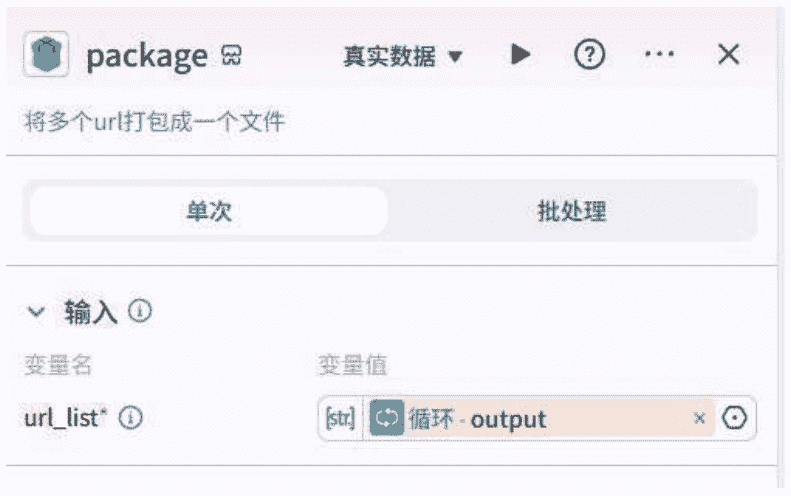 package 真实数据
将多个url打包成一个文件
单次 批处理
输入
变量名 变量值
url_list* [str] 循环 - output